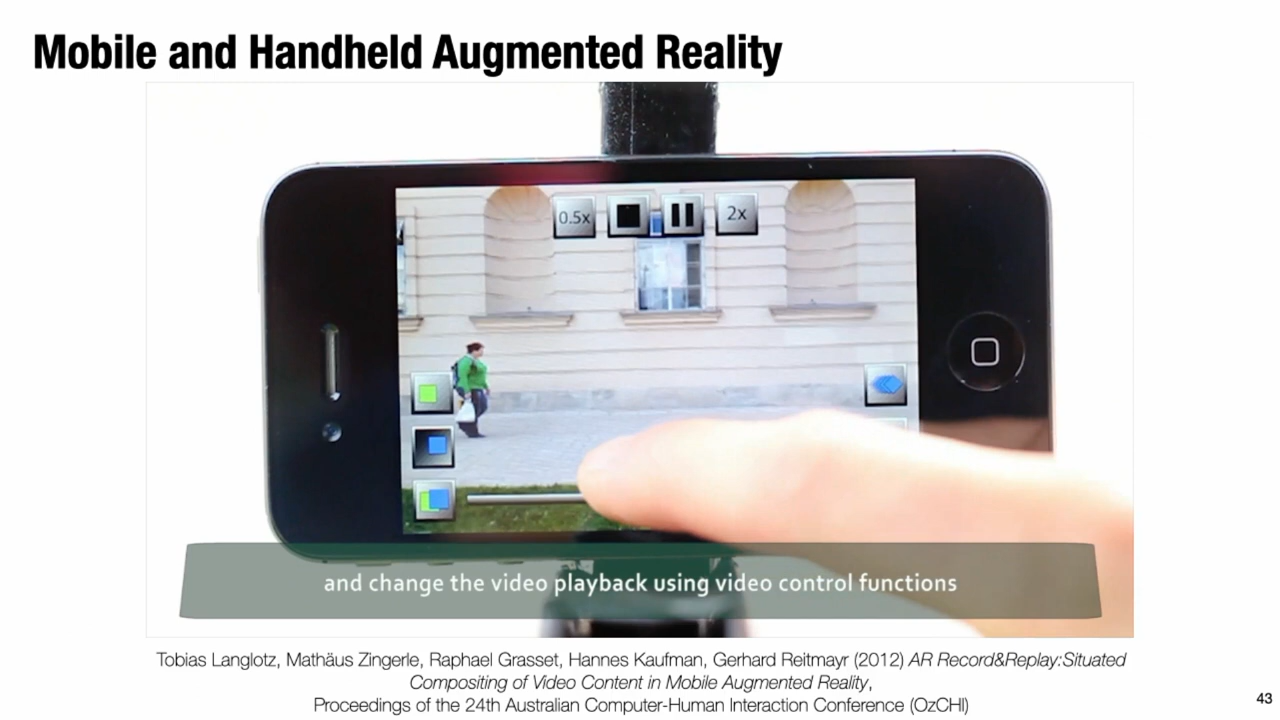 Mobile and Handheld Augmented Reality
0.5x
2x
and change the video playback using video control functions
Tobias Langlotz, Mathäus Zingerle, Raphael Grasset, Hannes Kaufman, Gerhard Reitmayr (2012) AR Record&Replay:Situated
Compositing of Video Content in Mobile Augmented Reality,
Proceedings of the 24th Australian Computer-Human Interaction Conference (OzCHI)
43